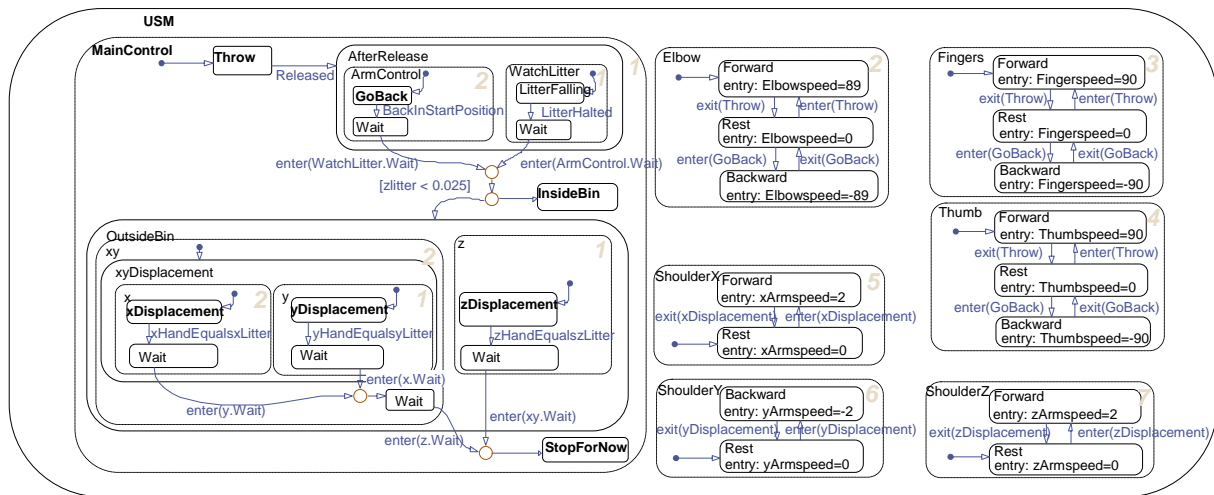 USM
MainControl
Throw
Released
AfterRelease
1
ArmControl
2
GoBack
BackInStartPosition
Wait
WatchLitter
1
LitterFalling
LitterHalted
Wait
enter(WatchLitter.Wait)
enter(ArmControl.Wait)
[zlitter < 0.025]
InsideBin
OutsideBin
xy
2
xyDisplacement
x
2
xDisplacement
xHandEqualsxLitter
Wait
y
1
yDisplacement
yHandEqualsyLitter
Wait
enter(y.Wait)
enter(x.Wait)
Wait
z
1
zDisplacement
zHandEqualszLitter
Wait
enter(xy.Wait)
enter(z.Wait)
StopForNow
Elbow
2
Forward
entry: Elbowspeed=89
exit(Throw)
enter(Throw)
Rest
entry: Elbowspeed=0
enter(GoBack)
exit(GoBack)
Backward
entry: Elbowspeed=-89
Fingers
3
Forward
entry: Fingerspeed=90
exit(Throw)
enter(Throw)
Rest
entry: Fingerspeed=0
enter(GoBack)
exit(GoBack)
Backward
entry: Fingerspeed=-90
Thumb
4
Forward
entry: Thumbspeed=90
exit(Throw)
enter(Throw)
Rest
entry: Thumbspeed=0
enter(GoBack)
exit(GoBack)
Backward
entry: Thumbspeed=-90
ShoulderX
5
Forward
entry: xArmspeed=2
exit(xDisplacement)
enter(xDisplacement)
Rest
entry: xArmspeed=0
ShoulderY
6
Backward
entry: yArmspeed=-2
exit(yDisplacement)
enter(yDisplacement)
Rest
entry: yArmspeed=0
ShoulderZ
7
Forward
entry: zArmspeed=2
exit(zDisplacement)
enter(zDisplacement)
Rest
entry: zArmspeed=0